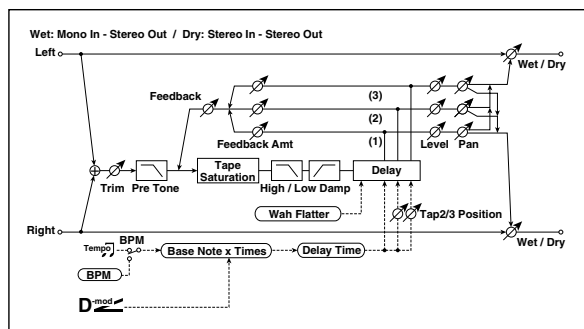 Wet: Mono In - Stereo Out / Dry: Stereo In - Stereo Out
Left
Wet / Dry
Feedback
(3)
(2)
(1)
Feedback Amt
Level
Pan
Trim
Pre Tone
Tape
Saturation
High / Low Damp
Delay
Wah Flatter
Tap2/3 Position
Right
Wet / Dry
Tempo
BPM
Base Note x Times
Delay Time
BPM
D-mod